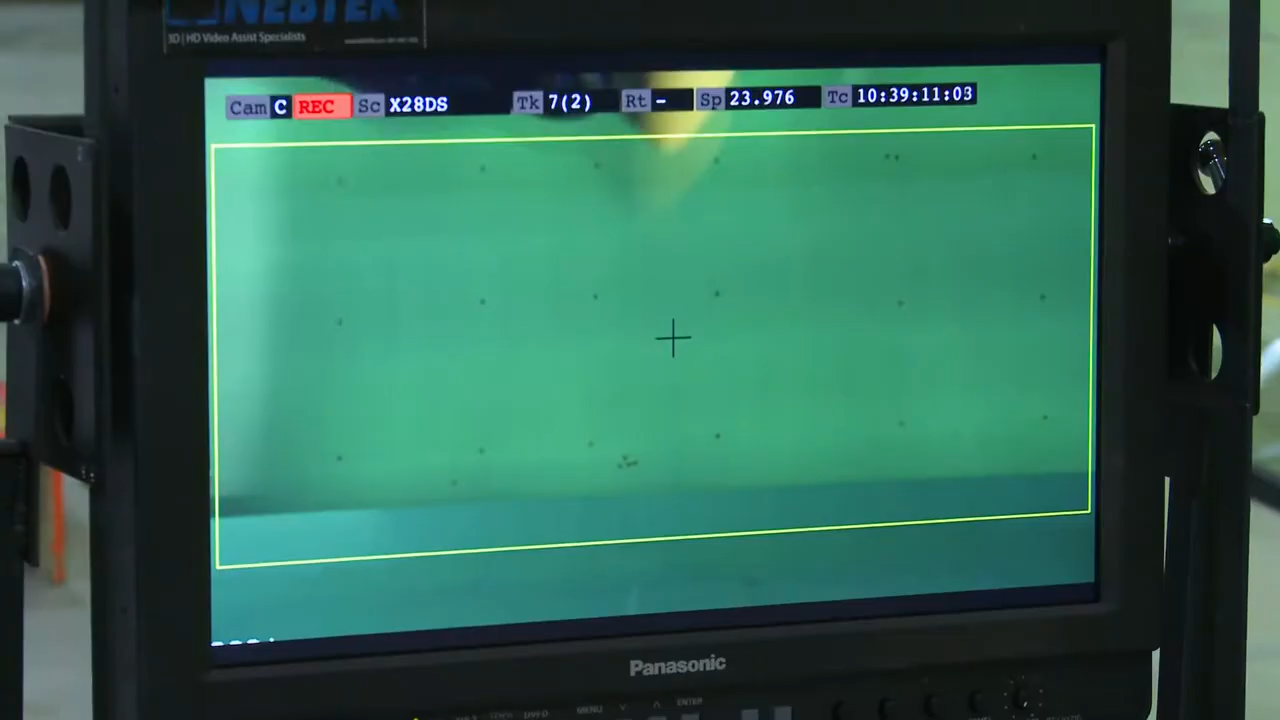 NEBTEK
3D | HD Video Assist Specialists
Cam C REC Sc X28DS Tk 7(2) Rt - Sp 23.976 Tc 10:39:11:03
Panasonic
MENU ENTER